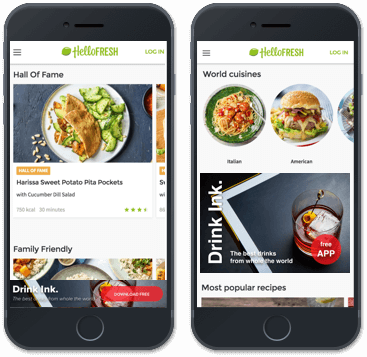 HelloFRESH
LOG IN
Hall Of Fame
HALL OF FAME
Harissa Sweet Potato Pita Pockets
with Cucumber Dill Salad
750 kcal 20 minutes
Family Friendly
Drink Ink.
The best drinks from whole the world
DOWNLOAD FREE
HelloFRESH
LOG IN
World cuisines
Italian
American
Drink Ink.
The best drinks
from whole the world
free
APP
Most popular recipes